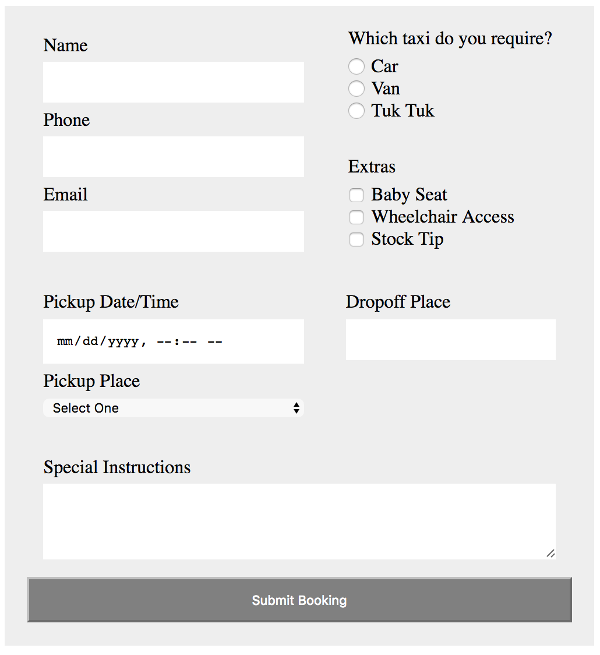 Name
Phone
Email
Which taxi do you require?
Car
Van
Tuk Tuk
Extras
Baby Seat
Wheelchair Access
Stock Tip
Pickup Date/Time
mm/dd/yyyy, --:-- --
Pickup Place
Select One
Dropoff Place
Special Instructions
Submit Booking